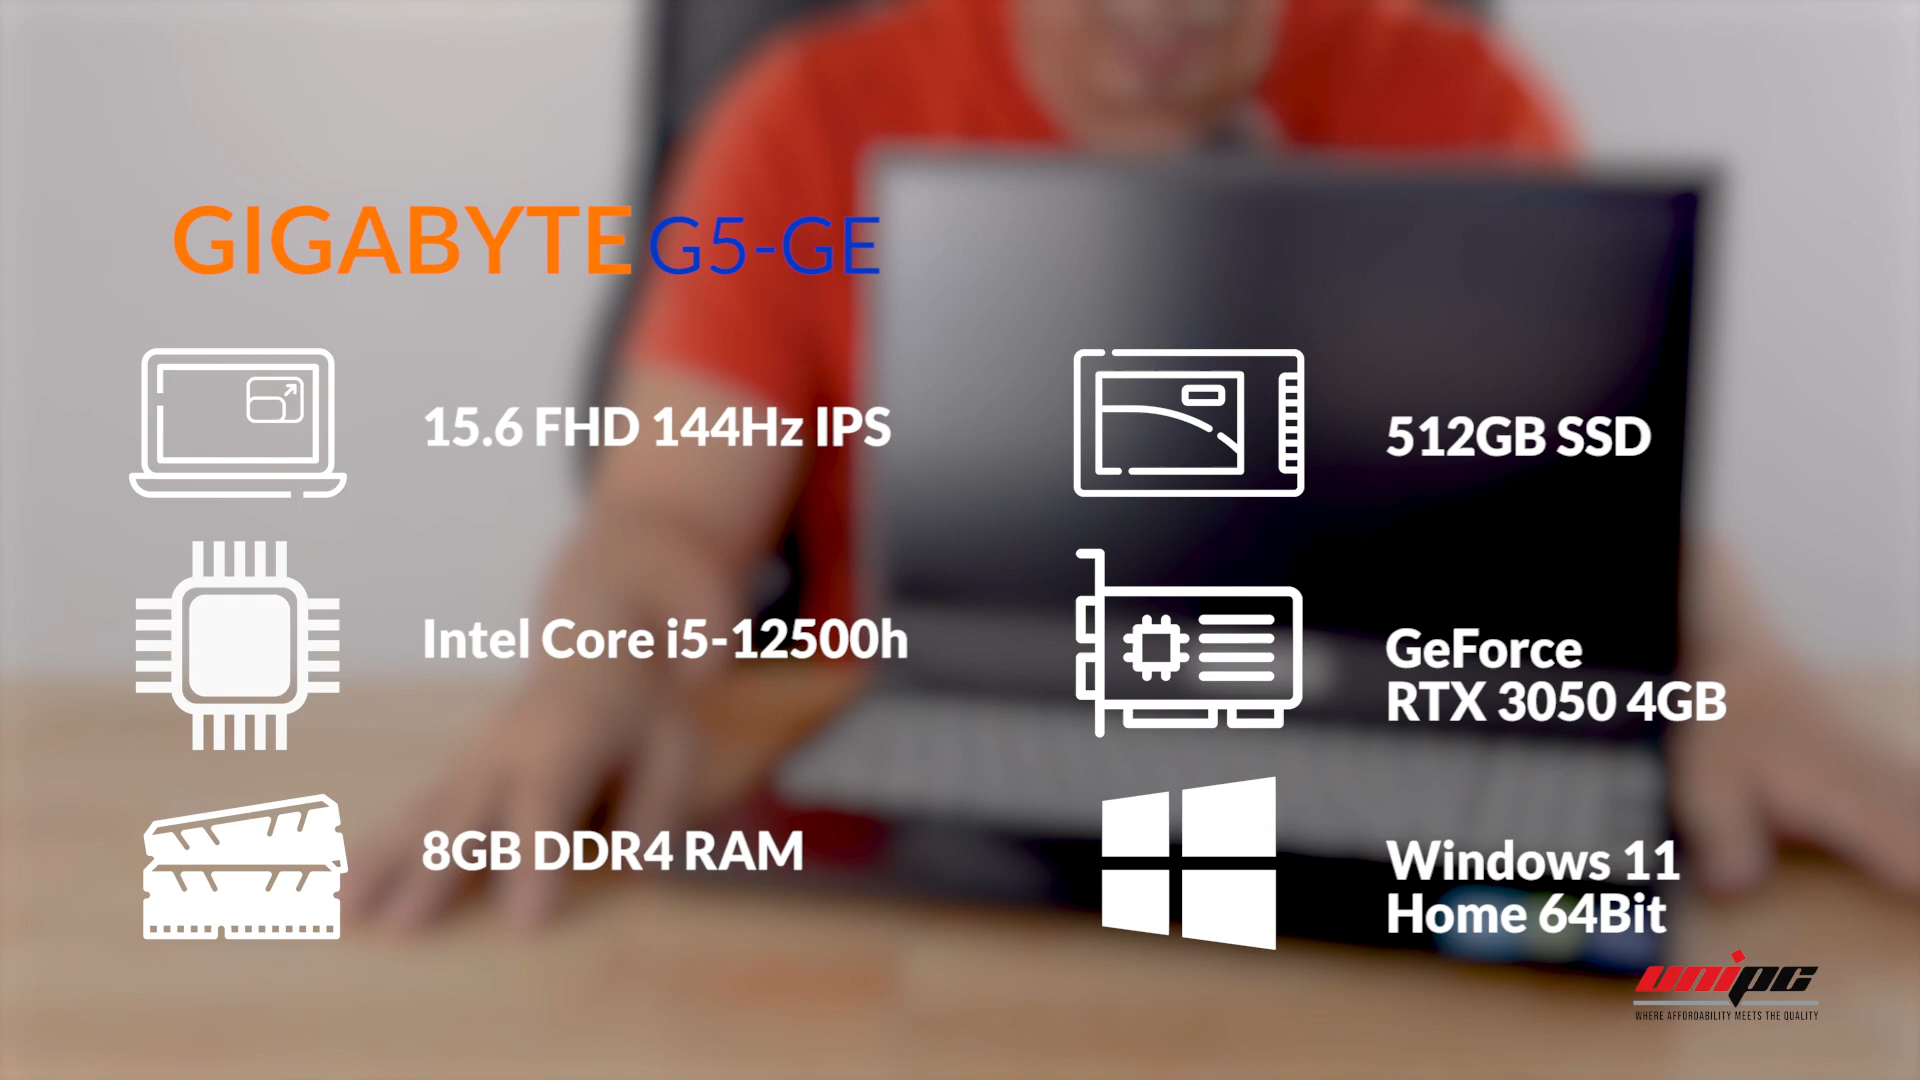 GIGABYTE G5-GE
15.6 FHD 144Hz IPS
Intel Core i5-12500h
8GB DDR4 RAM
512GB SSD
GeForce
RTX 3050 4GB
Windows 11
Home 64Bit
unipc
WHERE AFFORDABILITY MEETS THE QUALITY